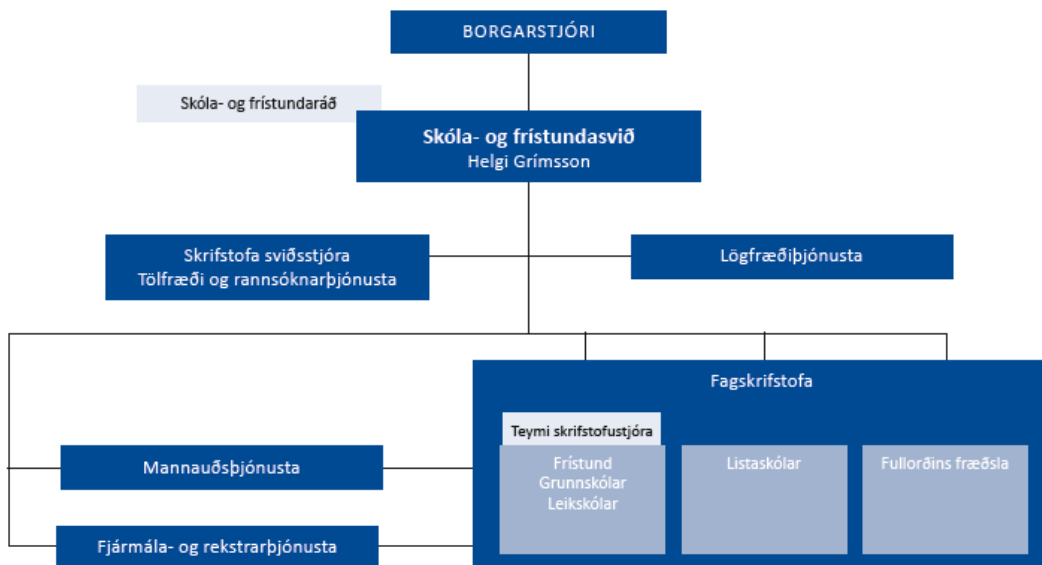 BORGARSTJÓRI
Skóla- og frístundaráð
Skóla- og frístundasvið
Helgi Grímsson
Skrifstofa sviðsstjóra
Tölfræði og rannsóknarþjónusta
Lögfræðiþjónusta
Fagskrifstofa
Teymi skrifstofustjóra
Frístund
Grunnskólar
Leikskólar
Listaskólar
Fullorðins fræðsla
Mannauðsþjónusta
Fjármála- og rekstrarþjónusta